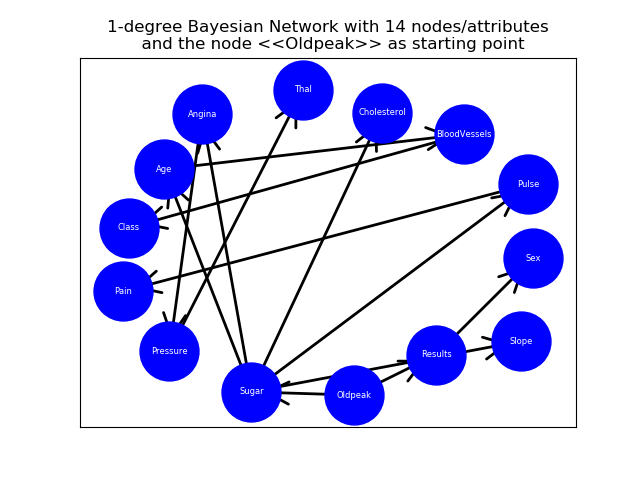 1-degree Bayesian Network with 14 nodes/attributes
and the node <<Oldpeak>> as starting point
Thal
Angina
Cholesterol
BloodVessels
Age
Pulse
Class
Sex
Pain
Slope
Pressure
Results
Sugar
Oldpeak